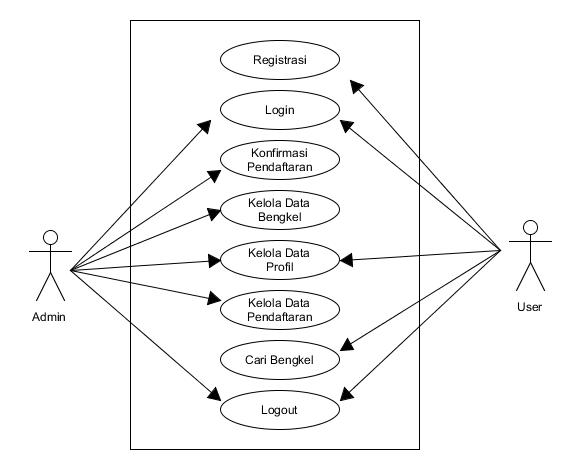 Registrasi
Login
Konfirmasi
Pendaftaran
Kelola Data
Bengkel
Kelola Data
Profil
Kelola Data
Pendaftaran
Cari Bengkel
Logout
Admin
User